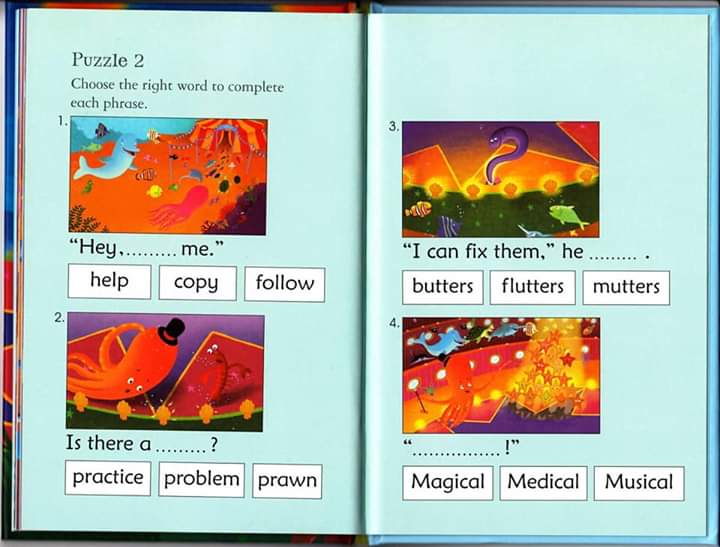 Puzzle 2
Choose the right word to complete
each phrase.
1.
“Hey,......... me.”
help copy follow
2.
Is there a ......... ?
practice problem prawn
3.
“I can fix them,” he ......... .
butters flutters mutters
4.
“................ !”
Magical Medical Musical